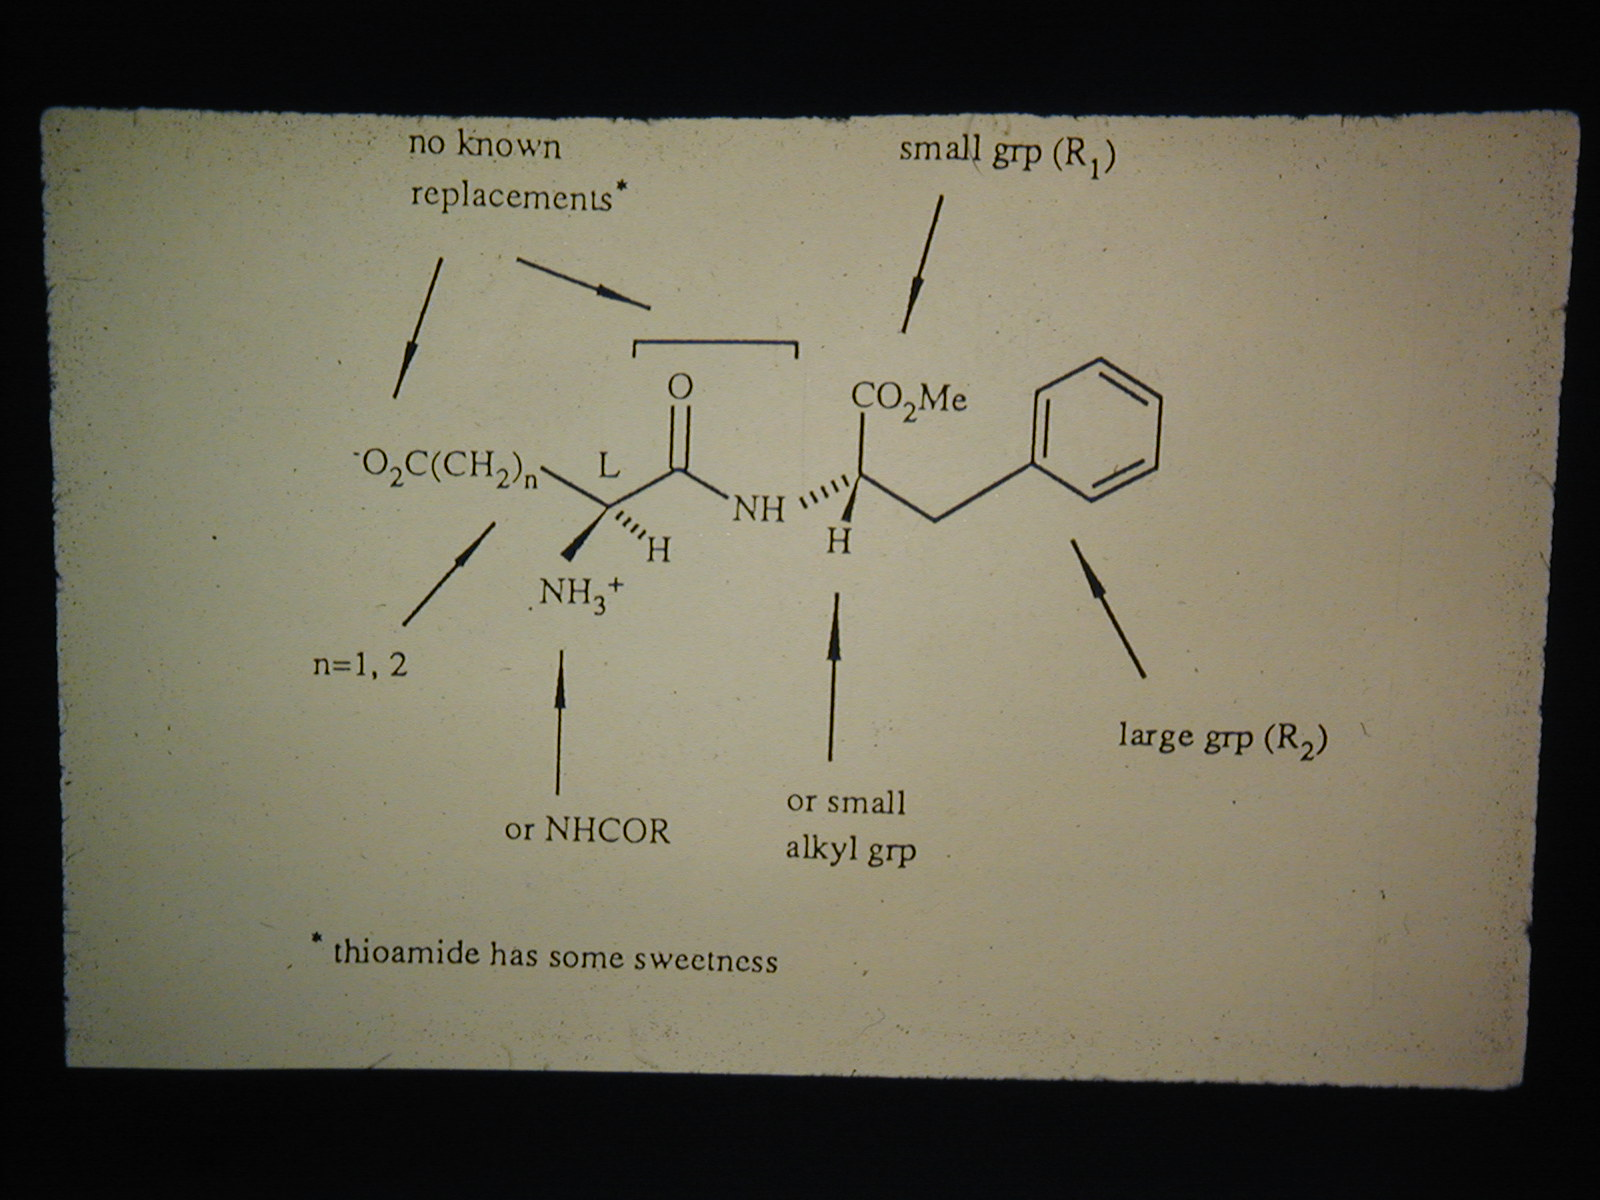 no known
replacements*
small grp (R₁)
O
CO₂Me
⁻O₂C(CH₂)ₙ
L
NH
H
H
NH₃⁺
n=1, 2
large grp (R₂)
or NHCOR
or small
alkyl grp
* thioamide has some sweetness